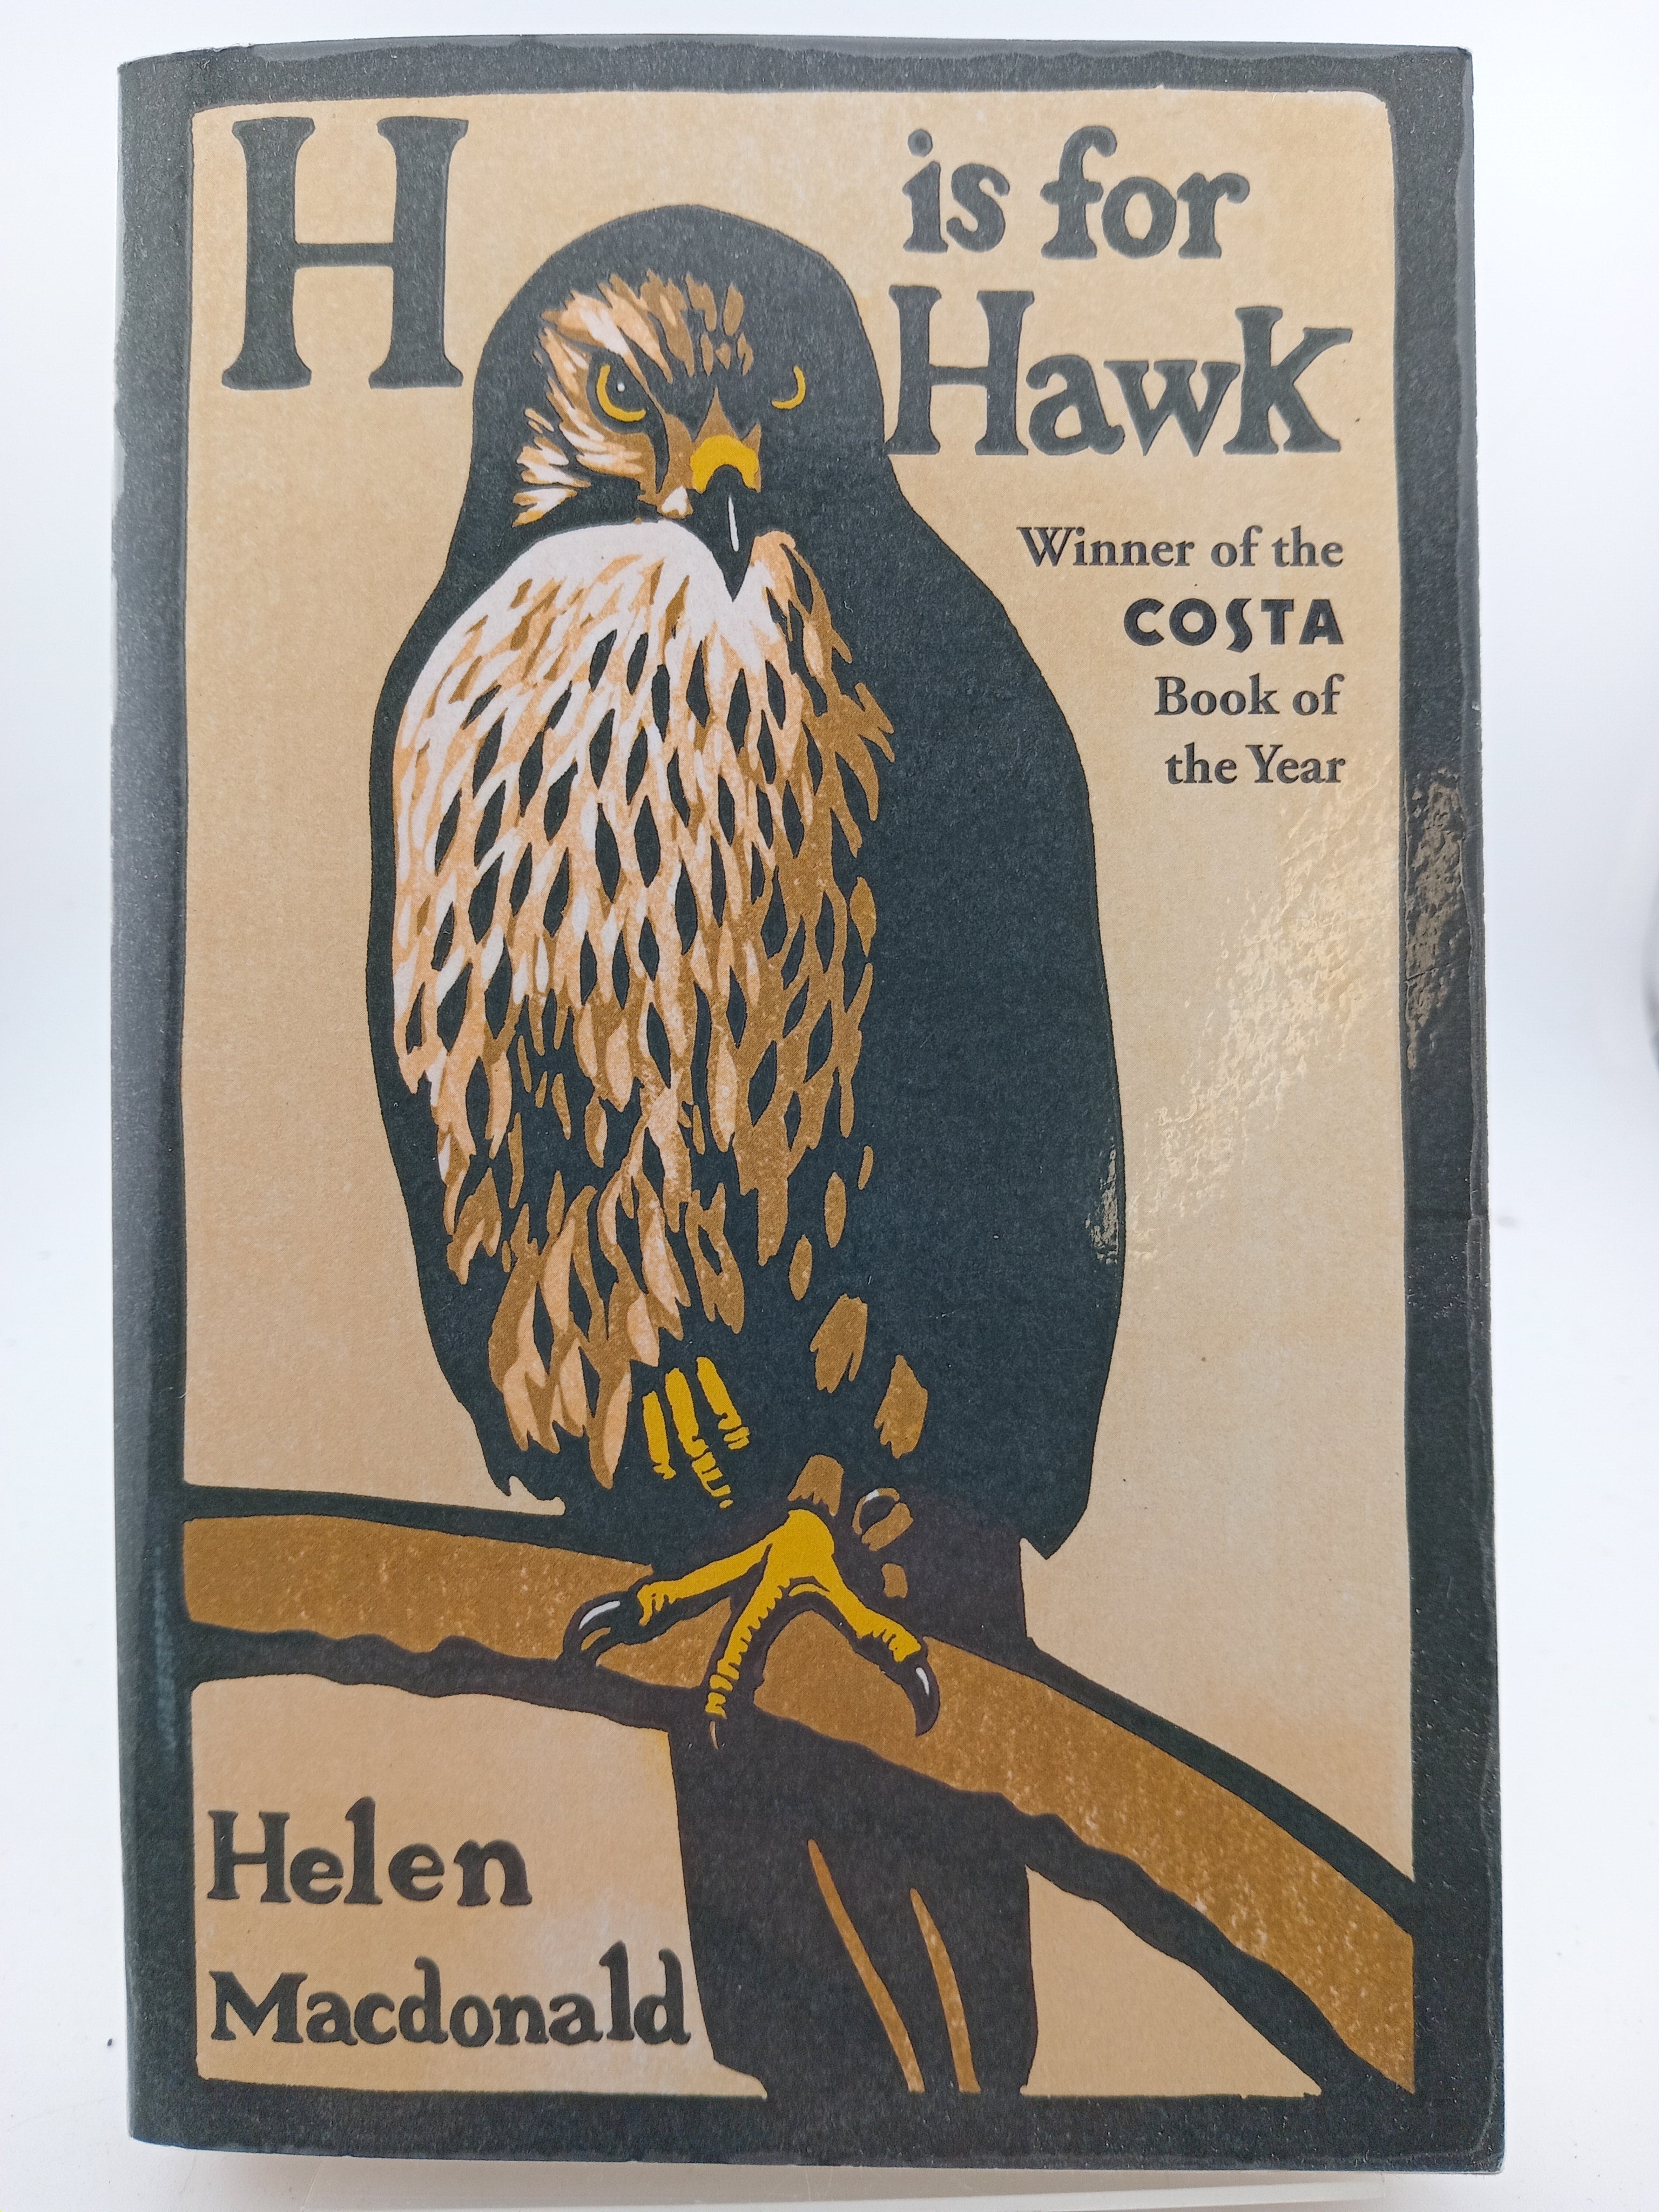 H is for
Hawk
Winner of the
COSTA
Book of
the Year
Helen
Macdonald